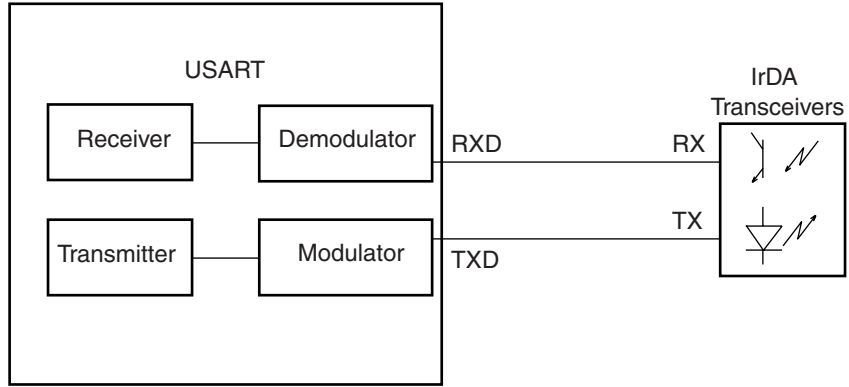 USART
IrDA
Transceivers
Receiver
Demodulator
RXD
RX
Transmitter
Modulator
TXD
TX